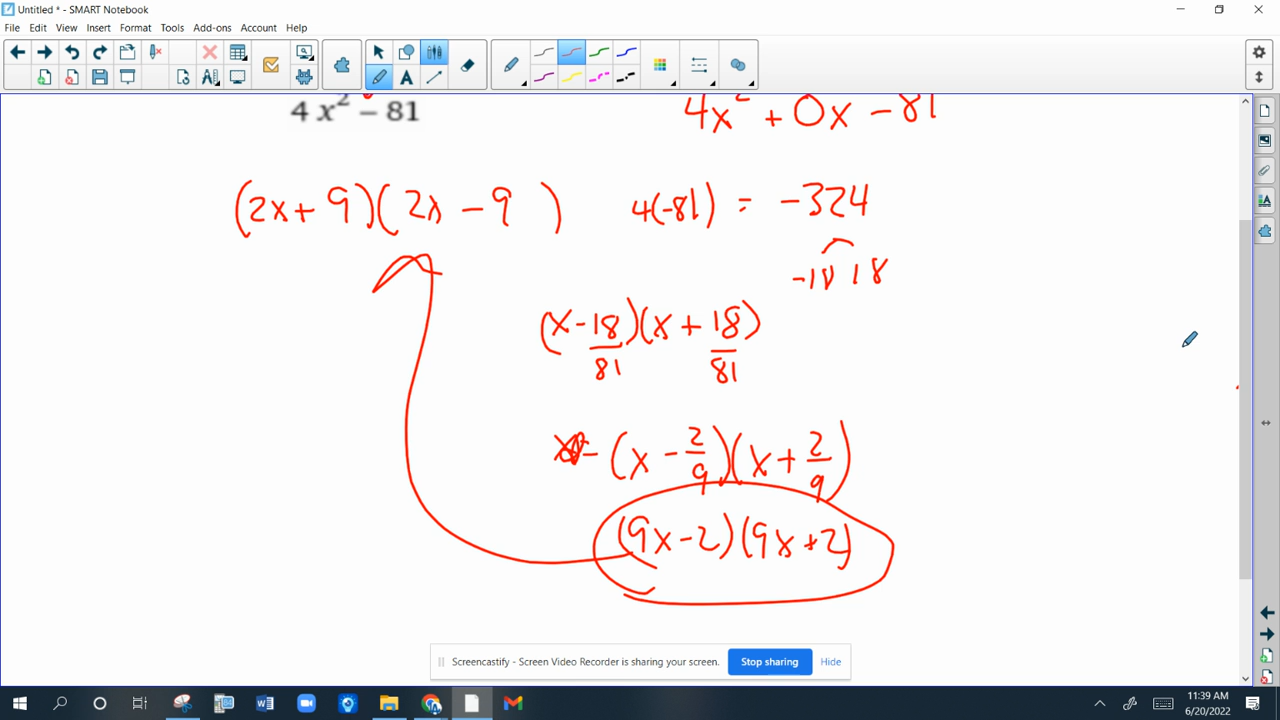 Untitled * - SMART Notebook
File Edit View Insert Format Tools Add-ons Account Help
4 x² – 81
4x² + 0x – 81
(2x + 9)(2x – 9 )
4(-81) = -324
-18 18
(x - 18/81)(x + 18/81)
(x - 2/9)(x + 2/9)
(9x - 2)(9x + 2)
Screencastify - Screen Video Recorder is sharing your screen. Stop sharing Hide
11:39 AM
6/20/2022